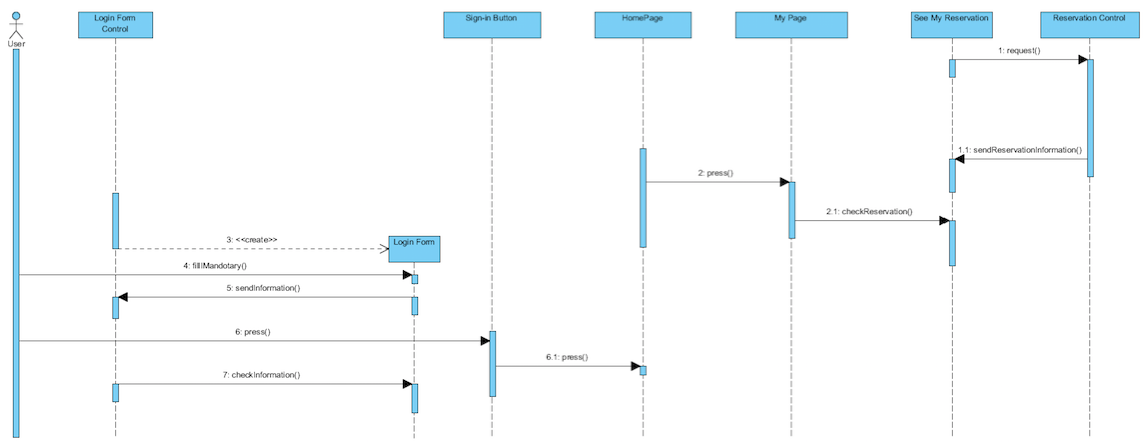 Login Form
Control
Sign-in Button
HomePage
My Page
See My Reservation
Reservation Control
User
1: request()
1.1: sendReservationInformation()
2: press()
2.1: checkReservation()
3: <<create>>
Login Form
4: fillMandotary()
5: sendInformation()
6: press()
6.1: press()
7: checkInformation()